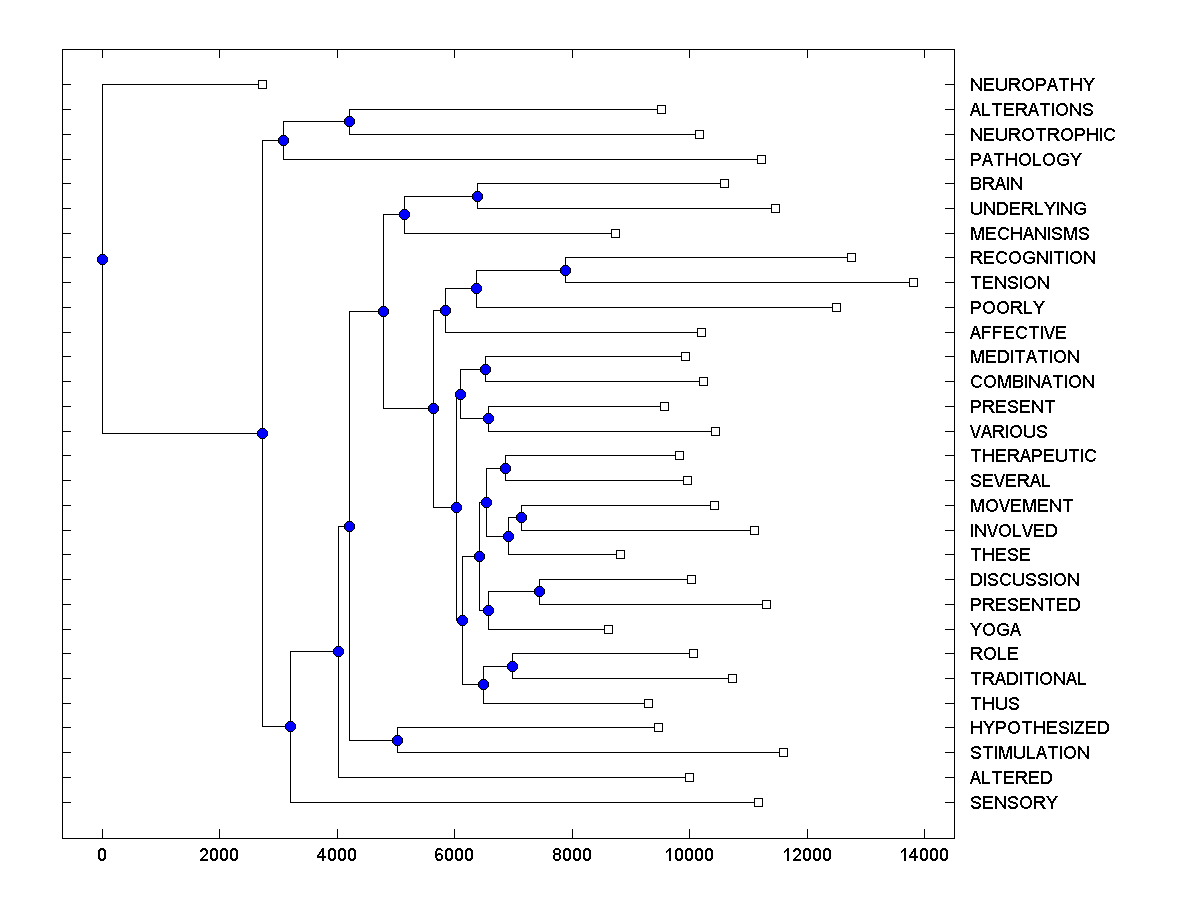 NEUROPATHY
ALTERATIONS
NEUROTROPHIC
PATHOLOGY
BRAIN
UNDERLYING
MECHANISMS
RECOGNITION
TENSION
POORLY
AFFECTIVE
MEDITATION
COMBINATION
PRESENT
VARIOUS
THERAPEUTIC
SEVERAL
MOVEMENT
INVOLVED
THESE
DISCUSSION
PRESENTED
YOGA
ROLE
TRADITIONAL
THUS
HYPOTHESIZED
STIMULATION
ALTERED
SENSORY
0 2000 4000 6000 8000 10000 12000 14000